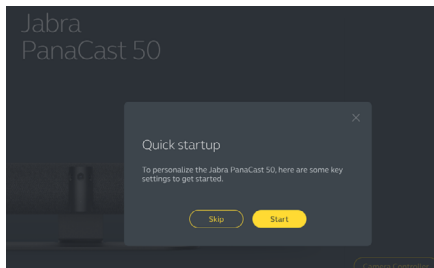 Jabra
PanaCast 50
Quick startup
To personalize the Jabra PanaCast 50, here are some key
settings to get started.
Skip
Start
Camera Controller